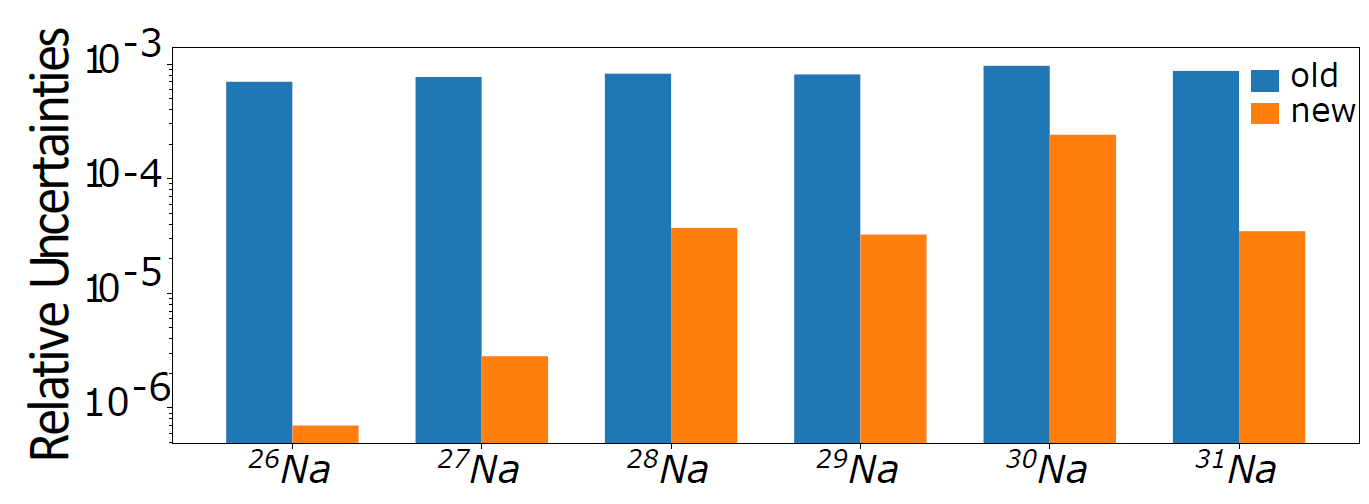 Relative Uncertainties
10⁻³
10⁻⁴
10⁻⁵
10⁻⁶
old
new
²⁶Na ²⁷Na ²⁸Na ²⁹Na ³⁰Na ³¹Na